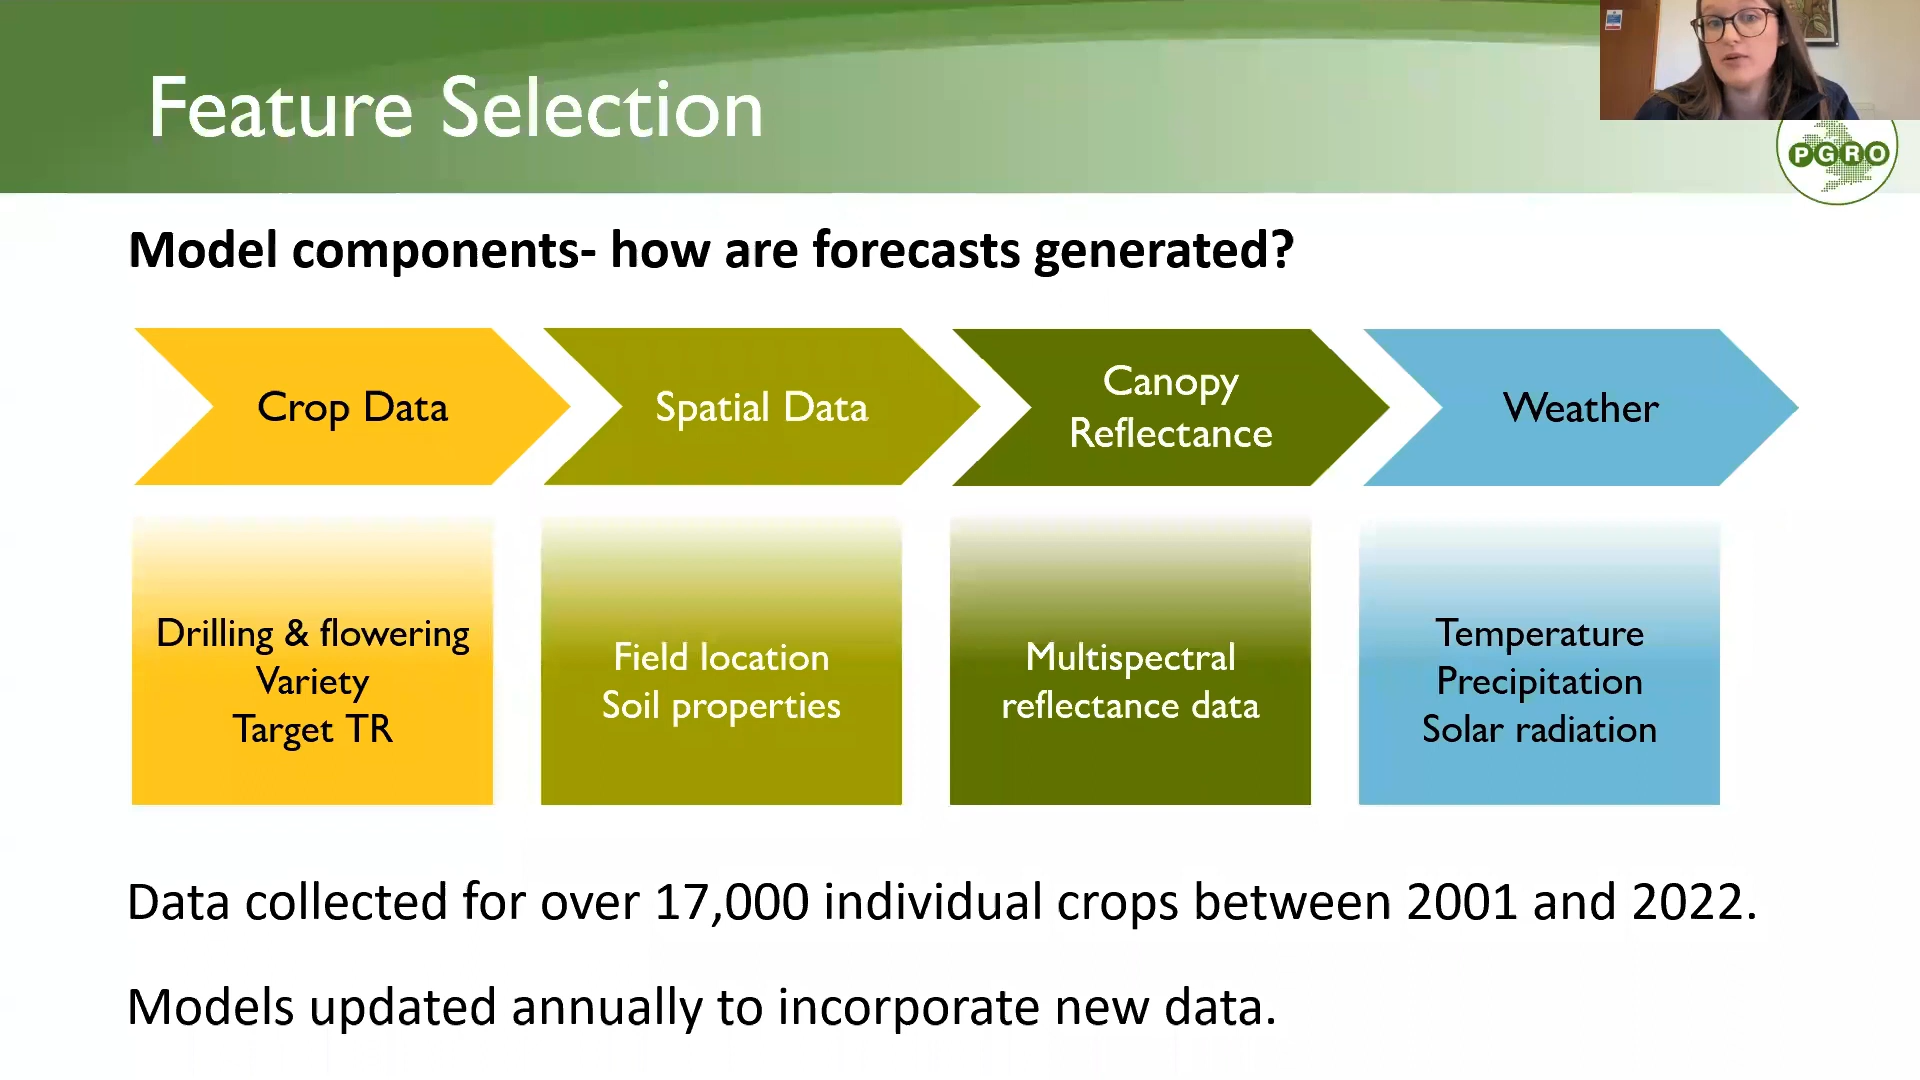 Feature Selection
PGRO
Model components- how are forecasts generated?
Crop Data
Spatial Data
Canopy
Reflectance
Weather
Drilling & flowering
Variety
Target TR
Field location
Soil properties
Multispectral
reflectance data
Temperature
Precipitation
Solar radiation
Data collected for over 17,000 individual crops between 2001 and 2022.
Models updated annually to incorporate new data.